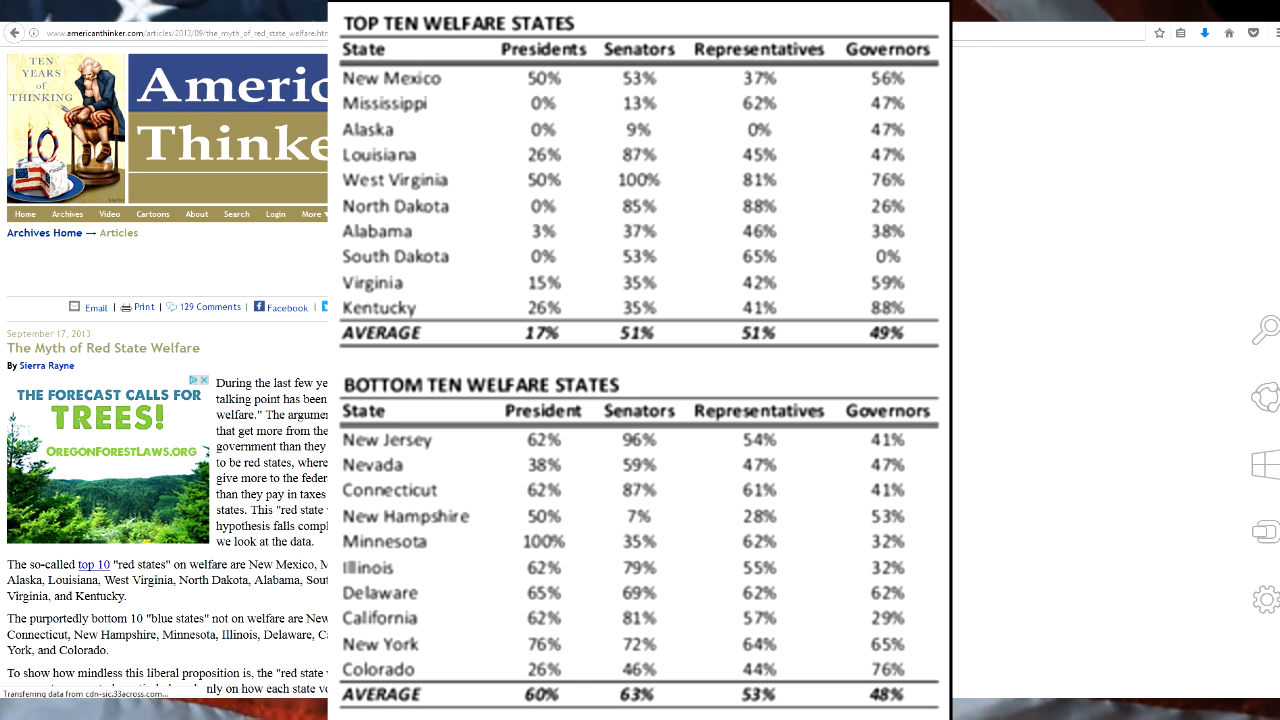 www.americanthinker.com/articles/2013/09/the_myth_of_red_state_welfare.htm
TEN
YEARS
of
THINKING
Americ
Thinke
Home Archives Video Cartoons About Search Login More
Archives Home → Articles
Email | Print | 129 Comments | Facebook |
September 17, 2013
The Myth of Red State Welfare
By Sierra Rayne
THE FORECAST CALLS FOR
TREES!
OREGONFORESTLAWS.ORG
During the last few ye
talking point has been
welfare." The argumer
that get more from the
government than they
to be red states, where
give more to the feder
than they pay in taxes
states. This "red state
hypothesis falls compl
we look at the data.
The so-called top 10 "red states" on welfare are New Mexico, M
Alaska, Louisiana, West Virginia, North Dakota, Alabama, Sout
Virginia, and Kentucky.
The purportedly bottom 10 "blue states" not on welfare are New
Connecticut, New Hampshire, Minnesota, Illinois, Delaware, Ca
York, and Colorado.
To show how mindless this liberal proposition is, the "red state
nly on how each state vo
Transferring data from cdn-sic.33across.com...
TOP TEN WELFARE STATES
State Presidents Senators Representatives Governors
New Mexico 50% 53% 37% 56%
Mississippi 0% 13% 62% 47%
Alaska 0% 9% 0% 47%
Louisiana 26% 87% 45% 47%
West Virginia 50% 100% 81% 76%
North Dakota 0% 85% 88% 26%
Alabama 3% 37% 46% 38%
South Dakota 0% 53% 65% 0%
Virginia 15% 35% 42% 59%
Kentucky 26% 35% 41% 88%
AVERAGE 17% 51% 51% 49%
BOTTOM TEN WELFARE STATES
State President Senators Representatives Governors
New Jersey 62% 96% 54% 41%
Nevada 38% 59% 47% 47%
Connecticut 62% 87% 61% 41%
New Hampshire 50% 7% 28% 53%
Minnesota 100% 35% 62% 32%
Illinois 62% 79% 55% 32%
Delaware 65% 69% 62% 62%
California 62% 81% 57% 29%
New York 76% 72% 64% 65%
Colorado 26% 46% 44% 76%
AVERAGE 60% 63% 53% 48%